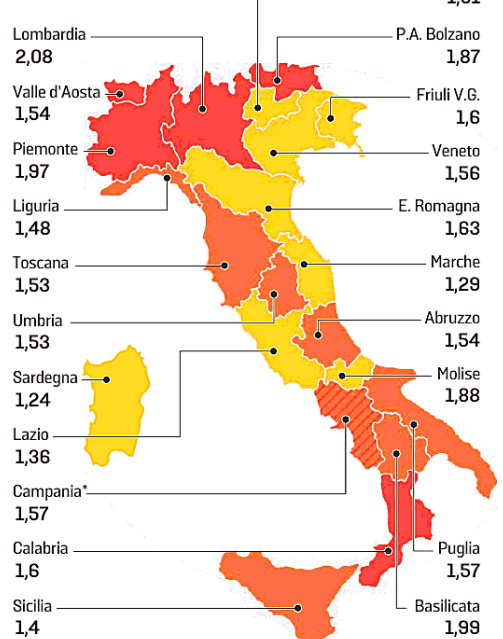 Lombardia
2,08
Valle d'Aosta
1,54
Piemonte
1,97
Liguria
1,48
Toscana
1,53
Umbria
1,53
Sardegna
1,24
Lazio
1,36
Campania*
1,57
Calabria
1,6
Sicilia
1,4
P.A. Bolzano
1,87
Friuli V.G.
1,6
Veneto
1,56
E. Romagna
1,63
Marche
1,29
Abruzzo
1,54
Molise
1,88
Puglia
1,57
Basilicata
1,99